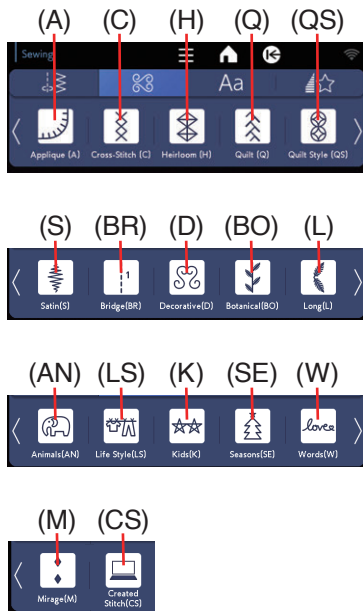 (A) (C) (H) (Q) (QS)
Sewing
Aa
Applique (A) Cross-Stitch (C) Heirloom (H) Quilt (Q) Quilt Style (QS)
(S) (BR) (D) (BO) (L)
1
Satin(S) Bridge(BR) Decorative(D) Botanical(BO) Long(L)
(AN) (LS) (K) (SE) (W)
love
Animals(AN) Life Style(LS) Kids(K) Seasons(SE) Words(W)
(M) (CS)
Mirage(M) Created
Stitch(CS)